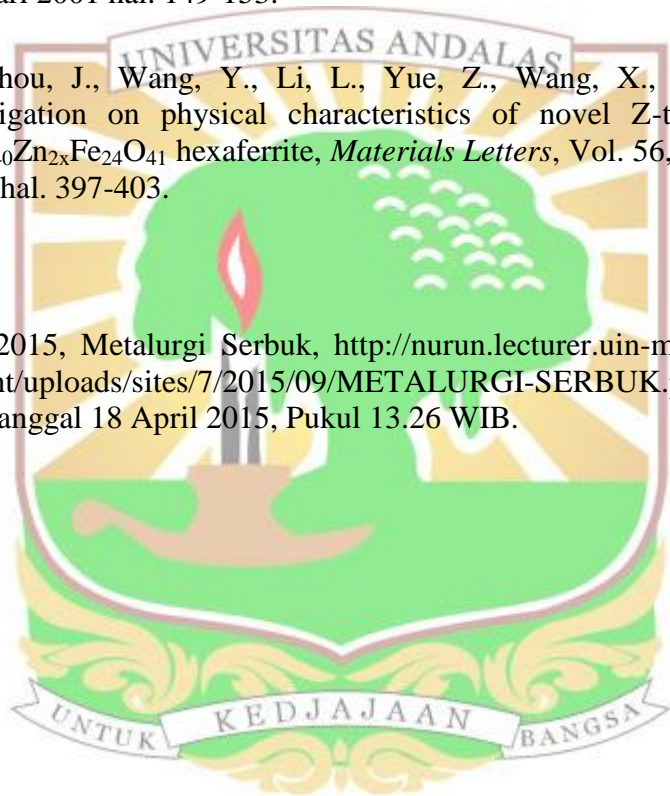 ari 2001 hal. 149-153.
UNIVERSITAS ANDALAS
hou, J., Wang, Y., Li, L., Yue, Z., Wang, X.,
igation on physical characteristics of novel Z-t
40Zn2xFe24O41 hexaferrite, Materials Letters, Vol. 56,
hal. 397-403.
2015, Metalurgi Serbuk, http://nurun.lecturer.uin-m
nt/uploads/sites/7/2015/09/METALURGI-SERBUK.
anggal 18 April 2015, Pukul 13.26 WIB.
UNTUK KEDJAJAAN BANGSA